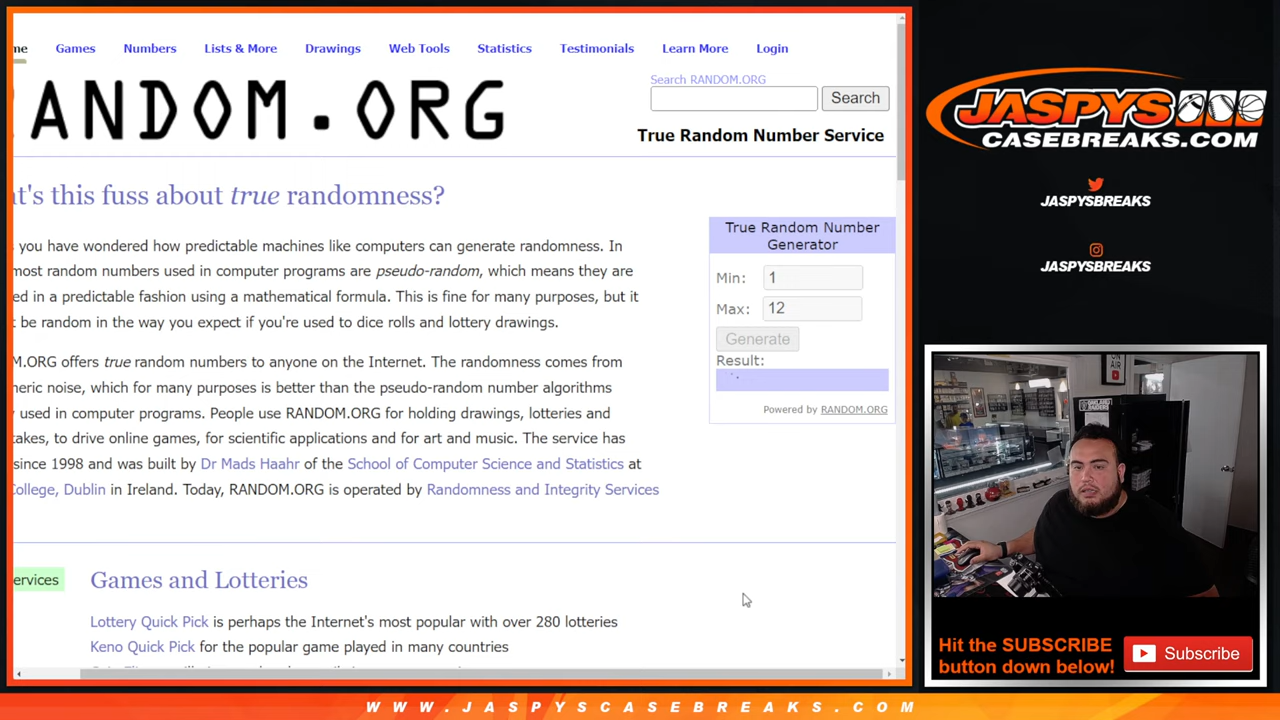 me Games Numbers Lists & More Drawings Web Tools Statistics Testimonials Learn More Login
RANDOM.ORG
Search RANDOM.ORG
Search
True Random Number Service
t's this fuss about true randomness?
you have wondered how predictable machines like computers can generate randomness. In
most random numbers used in computer programs are pseudo-random, which means they are
ed in a predictable fashion using a mathematical formula. This is fine for many purposes, but it
t be random in the way you expect if you're used to dice rolls and lottery drawings.
M.ORG offers true random numbers to anyone on the Internet. The randomness comes from
neric noise, which for many purposes is better than the pseudo-random number algorithms
used in computer programs. People use RANDOM.ORG for holding drawings, lotteries and
takes, to drive online games, for scientific applications and for art and music. The service has
since 1998 and was built by Dr Mads Haahr of the School of Computer Science and Statistics at
College, Dublin in Ireland. Today, RANDOM.ORG is operated by Randomness and Integrity Services
True Random Number
Generator
Min: 1
Max: 12
Generate
Result:
Powered by RANDOM.ORG
ervices
Games and Lotteries
Lottery Quick Pick is perhaps the Internet's most popular with over 280 lotteries
Keno Quick Pick for the popular game played in many countries
JASPYS
CASEBREAKS.COM
JASPYSBREAKS
JASPYSBREAKS
ON AIR
Hit the SUBSCRIBE
button down below!
Subscribe
WWW.JASPYSCASEBREAKS.COM